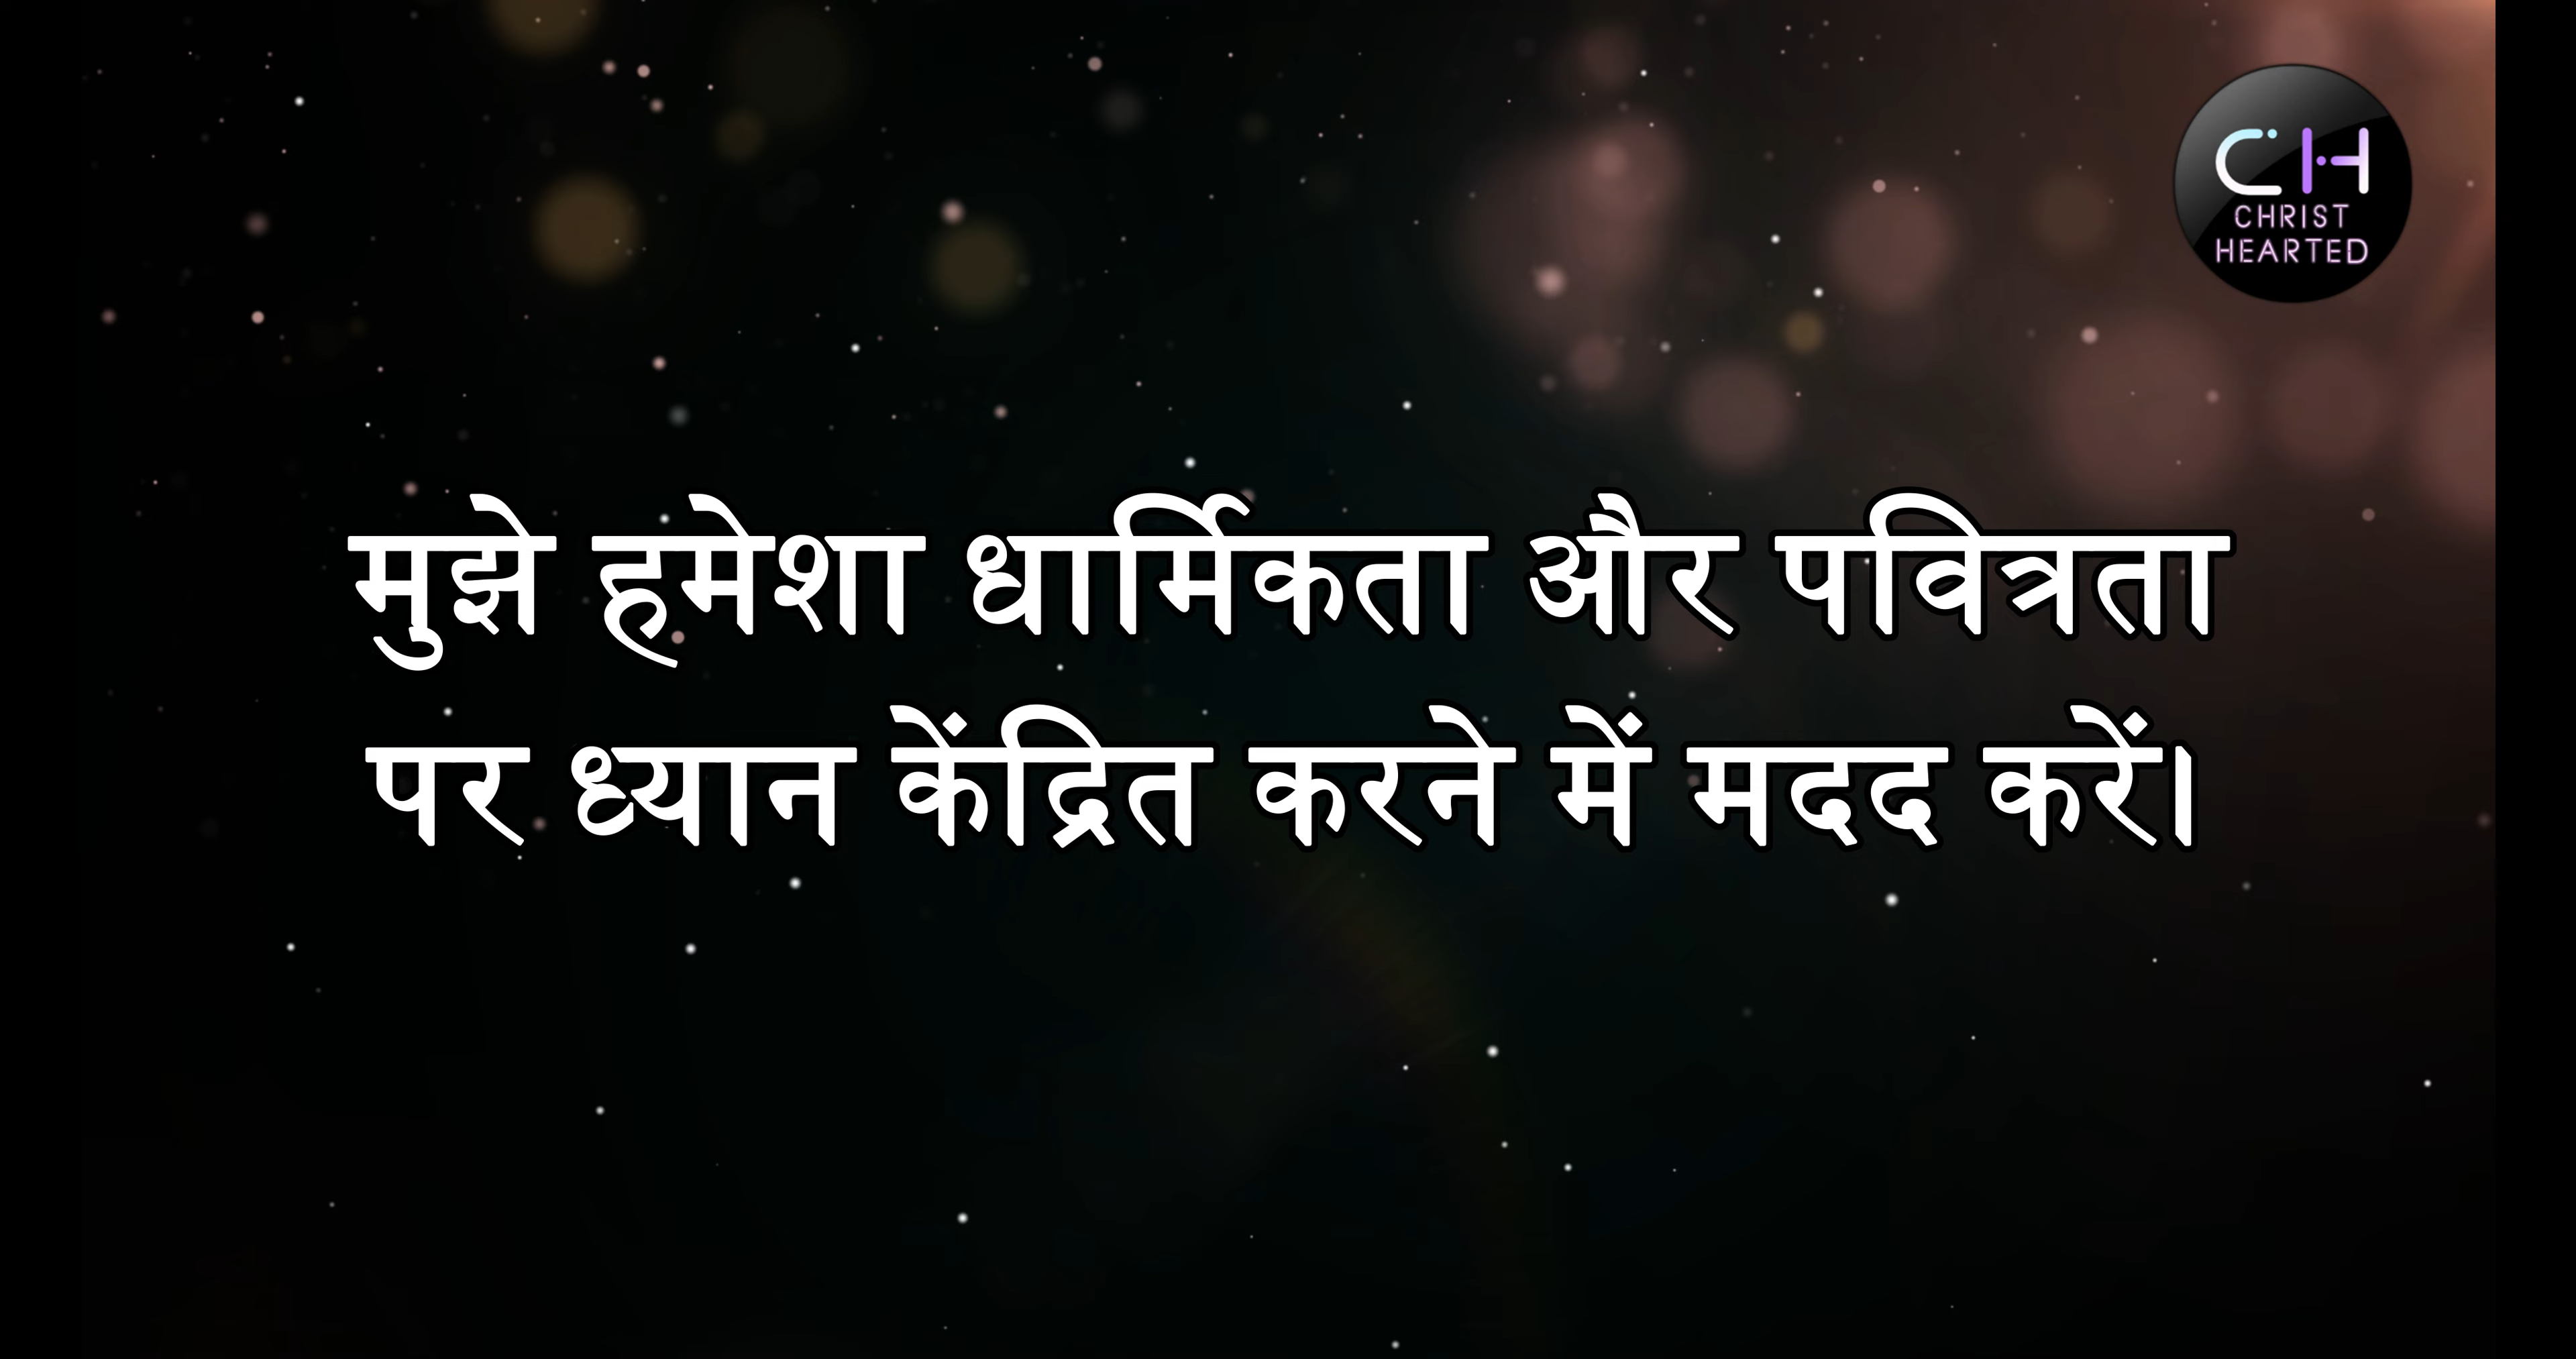 CH
CHRIST
HEARTED
मुझे हमेशा धार्मिकता और पवित्रता
पर ध्यान केंद्रित करने में मदद करें।